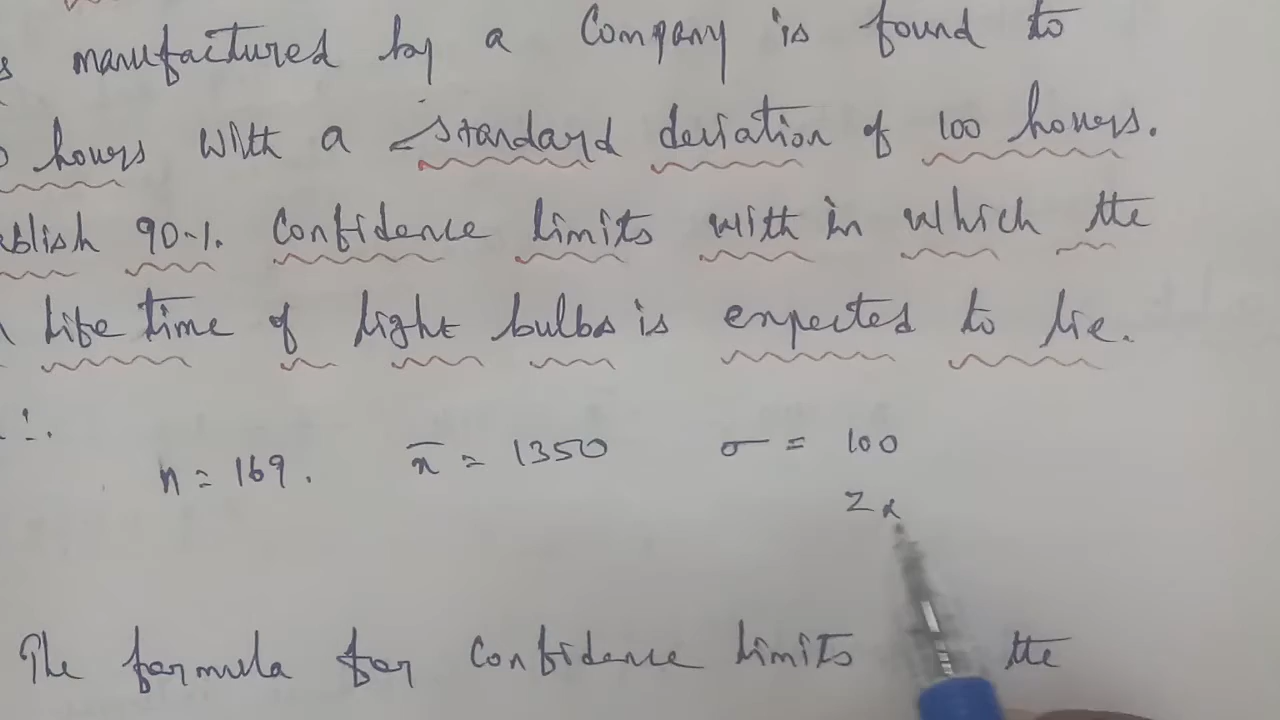 s manufactured by a Company is found to
hours with a standard deviation of 100 hours.
blish 90%. Confidence limits with in which the
life time of light bulbs is expected to lie.
n = 169. x̄ = 1350 σ = 100
Zα
The formula for Confidence limits the